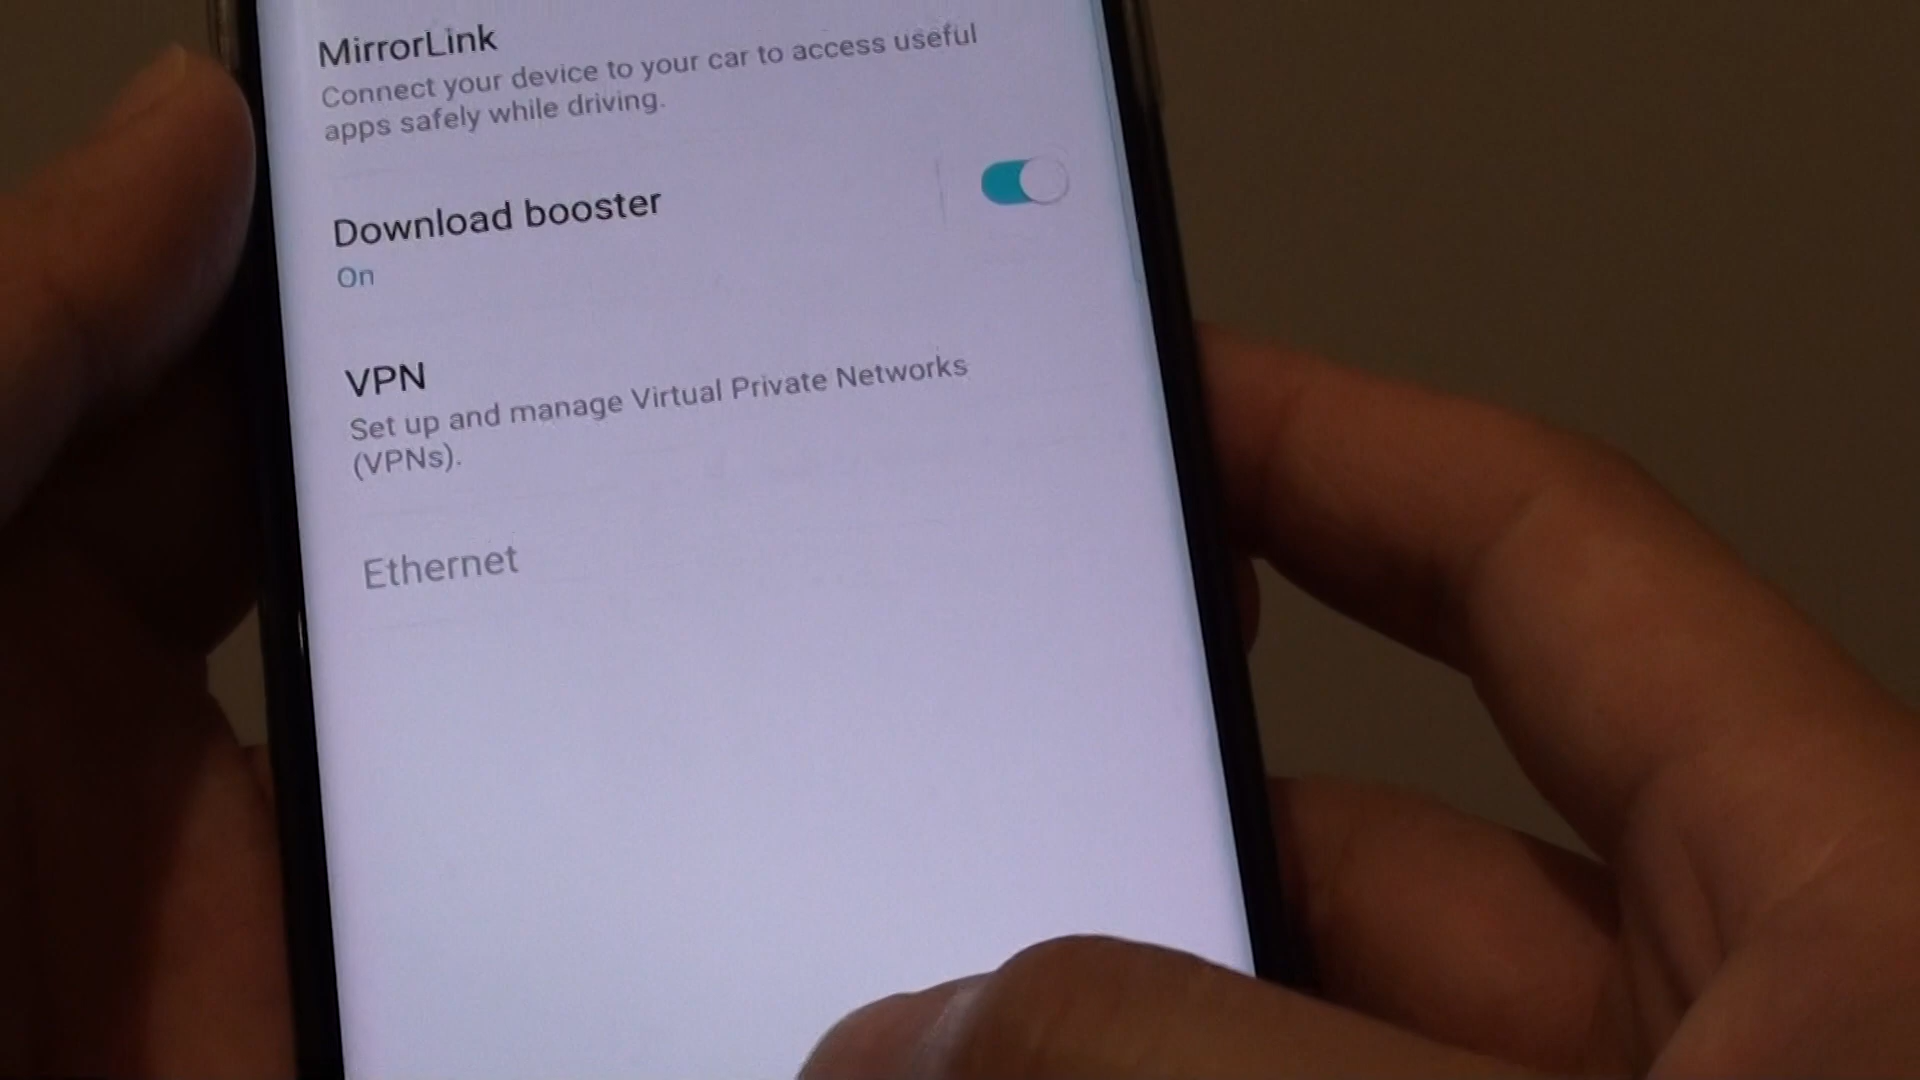 MirrorLink
Connect your device to your car to access useful
apps safely while driving.
Download booster
On
VPN
Set up and manage Virtual Private Networks
(VPNs).
Ethernet